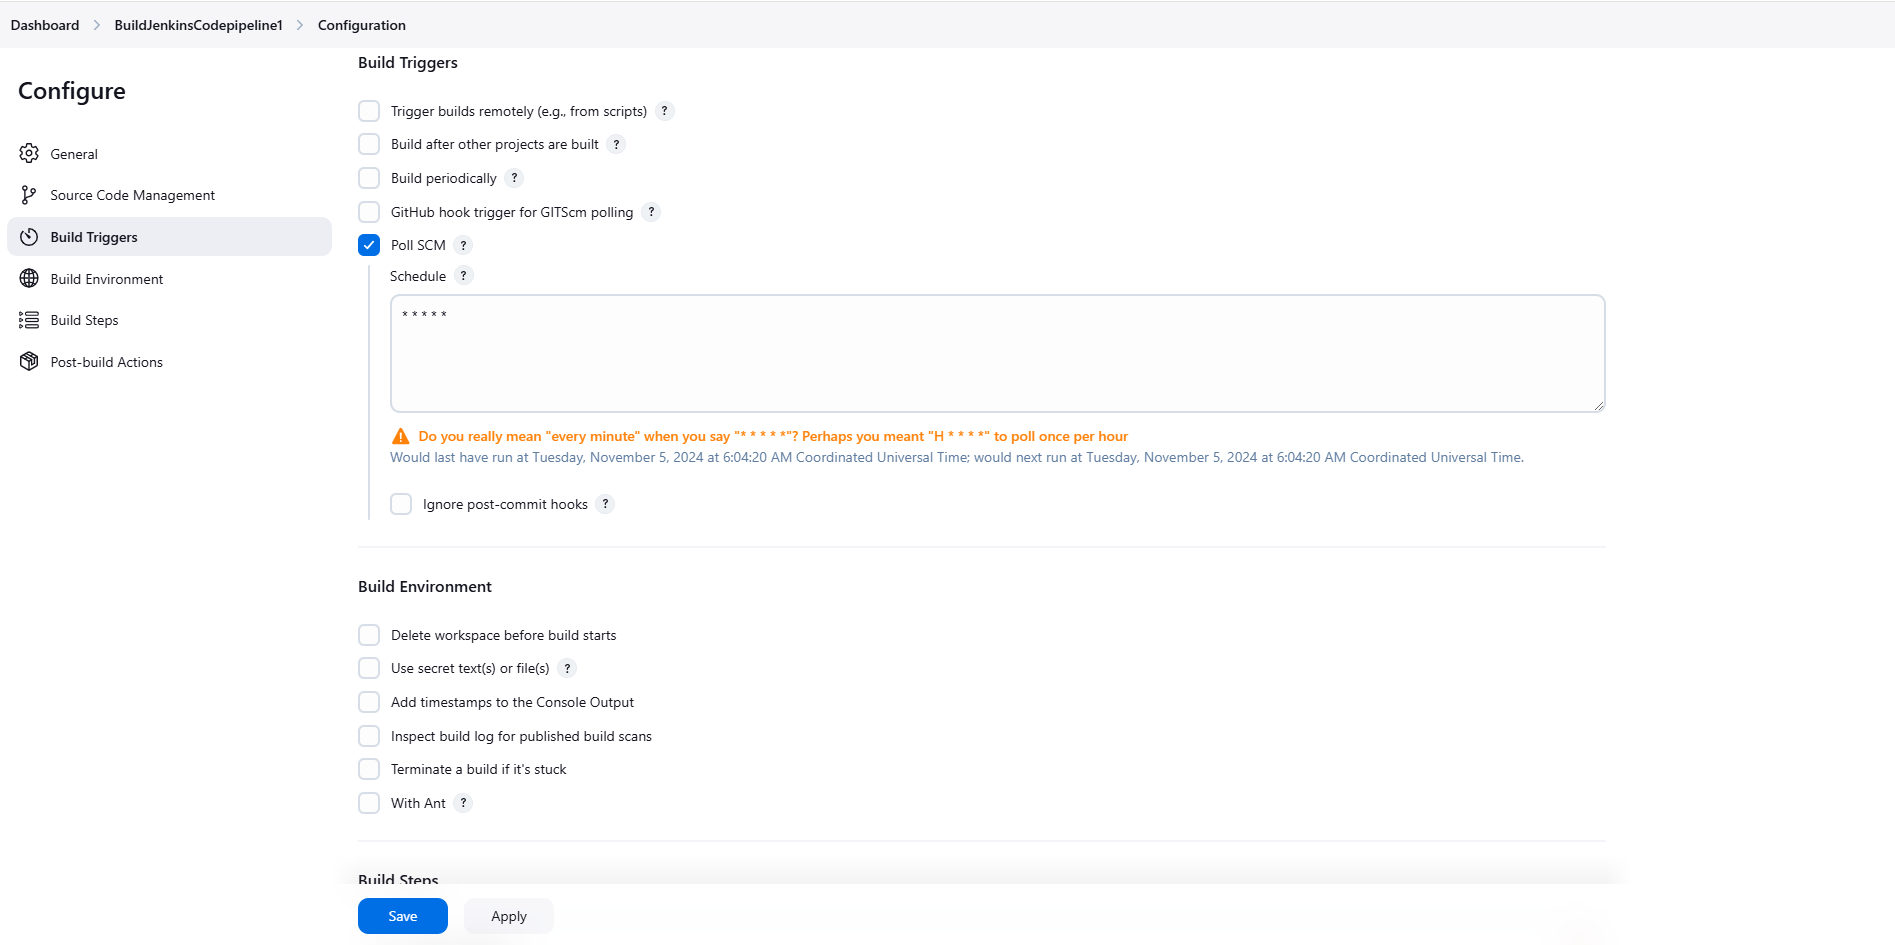 Dashboard > BuildJenkinsCodepipeline1 > Configuration
Configure
General
Source Code Management
Build Triggers
Build Environment
Build Steps
Post-build Actions
Build Triggers
Trigger builds remotely (e.g., from scripts) ?
Build after other projects are built ?
Build periodically ?
GitHub hook trigger for GITScm polling ?
Poll SCM ?
Schedule ?
* * * * *
Do you really mean "every minute" when you say "* * * * *"? Perhaps you meant "H * * * *" to poll once per hour
Would last have run at Tuesday, November 5, 2024 at 6:04:20 AM Coordinated Universal Time; would next run at Tuesday, November 5, 2024 at 6:04:20 AM Coordinated Universal Time.
Ignore post-commit hooks ?
Build Environment
Delete workspace before build starts
Use secret text(s) or file(s) ?
Add timestamps to the Console Output
Inspect build log for published build scans
Terminate a build if it's stuck
With Ant ?
Build Steps
Save Apply